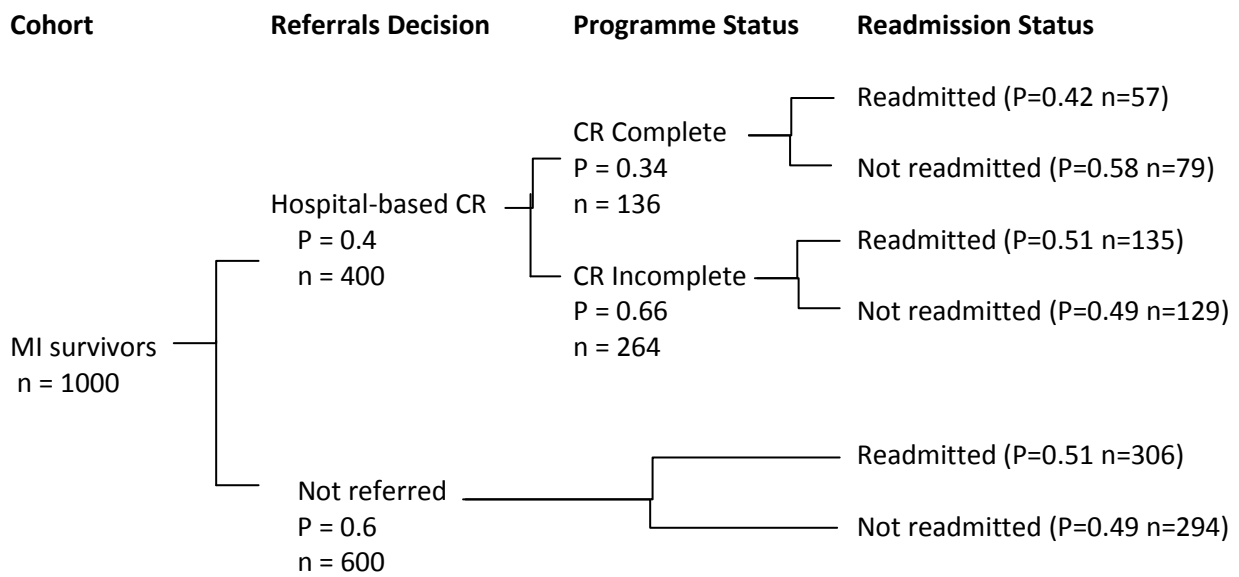 Cohort
Referrals Decision
Programme Status
Readmission Status
MI survivors
n = 1000
Hospital-based CR
P = 0.4
n = 400
CR Complete
P = 0.34
n = 136
Readmitted (P=0.42 n=57)
Not readmitted (P=0.58 n=79)
CR Incomplete
P = 0.66
n = 264
Readmitted (P=0.51 n=135)
Not readmitted (P=0.49 n=129)
Not referred
P = 0.6
n = 600
Readmitted (P=0.51 n=306)
Not readmitted (P=0.49 n=294)